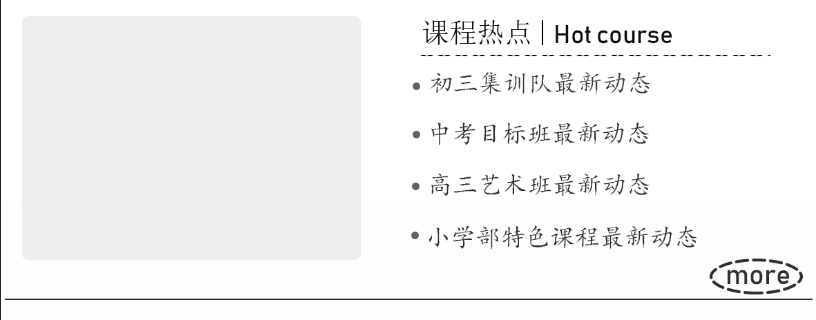 课程热点 | Hot course
初三集训队最新动态
中考目标班最新动态
高三艺术班最新动态
小学部特色课程最新动态
more